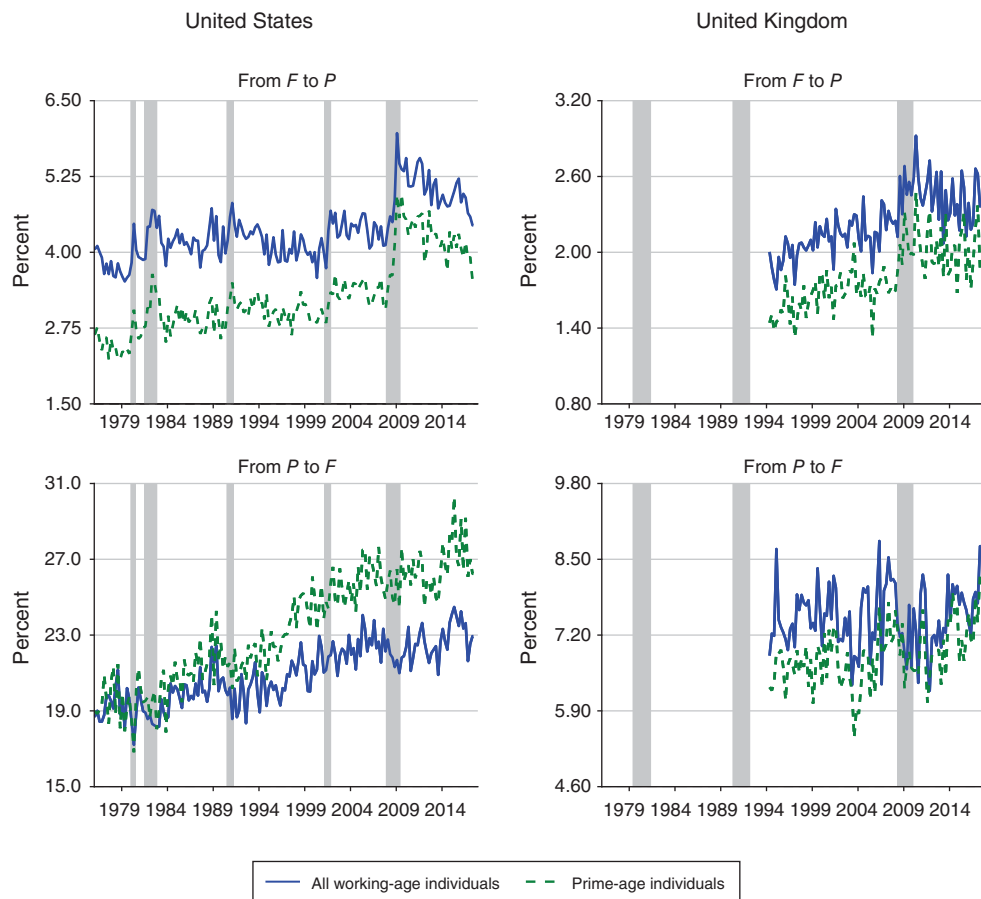 United States
United Kingdom
From F to P
Percent
6.50
5.25
4.00
2.75
1.50
1979 1984 1989 1994 1999 2004 2009 2014
From F to P
Percent
3.20
2.60
2.00
1.40
0.80
1979 1984 1989 1994 1999 2004 2009 2014
From P to F
Percent
31.0
27.0
23.0
19.0
15.0
1979 1984 1989 1994 1999 2004 2009 2014
From P to F
Percent
9.80
8.50
7.20
5.90
4.60
1979 1984 1989 1994 1999 2004 2009 2014
All working-age individuals
Prime-age individuals